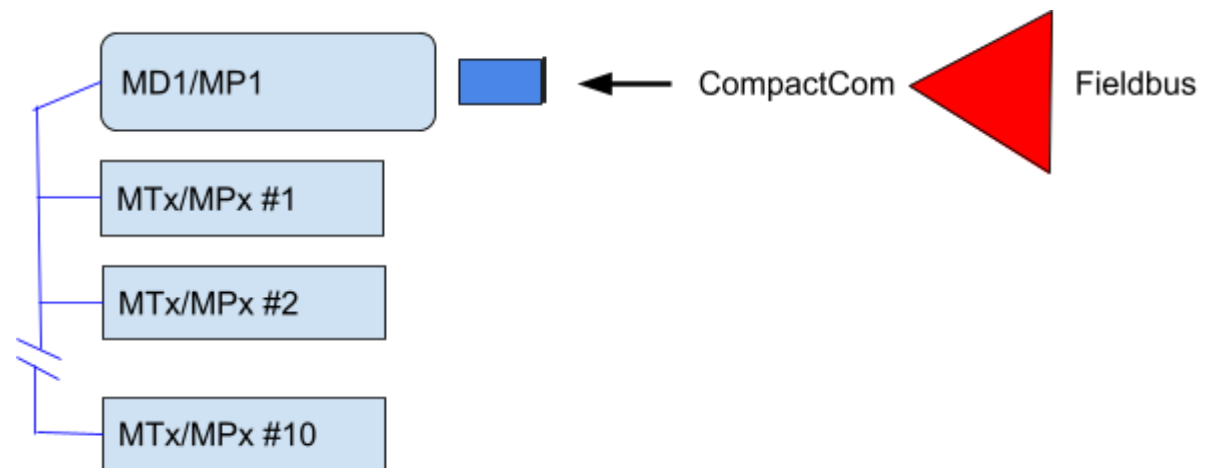 MD1/MP1
CompactCom
Fieldbus
MTx/MPx #1
MTx/MPx #2
MTx/MPx #10